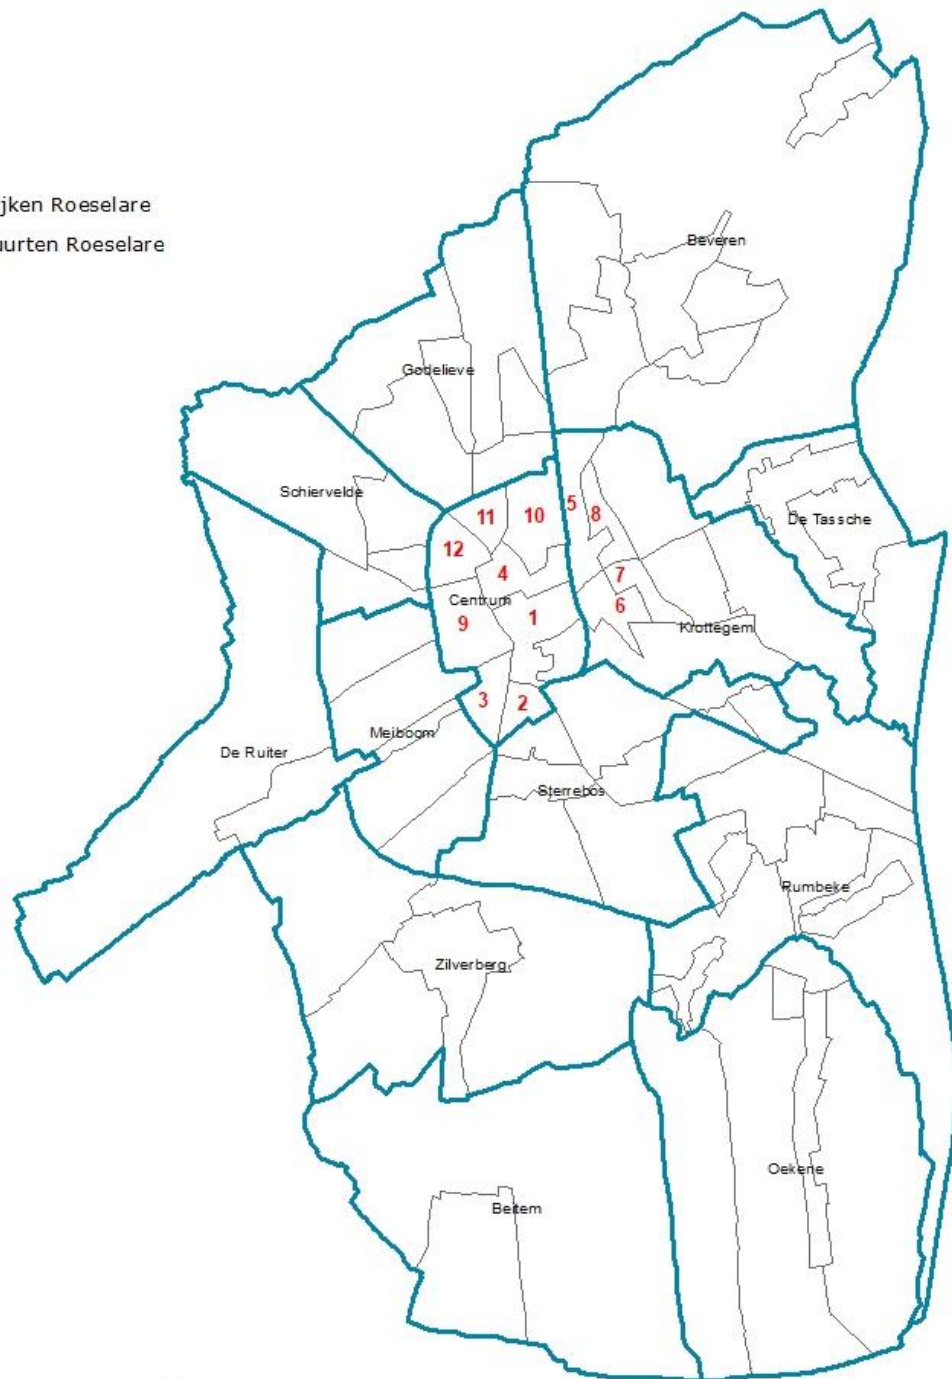 jken Roeselare
uurten Roeselare
Beveren
Godelieve
Schiervelde
De Tassche
5
8
11
10
12
4
7
Centrum
6
1
9
Krottegem
3
2
Meiboom
De Ruiter
Sterrebos
Rumbeke
Zilverberg
Oekene
Beitem